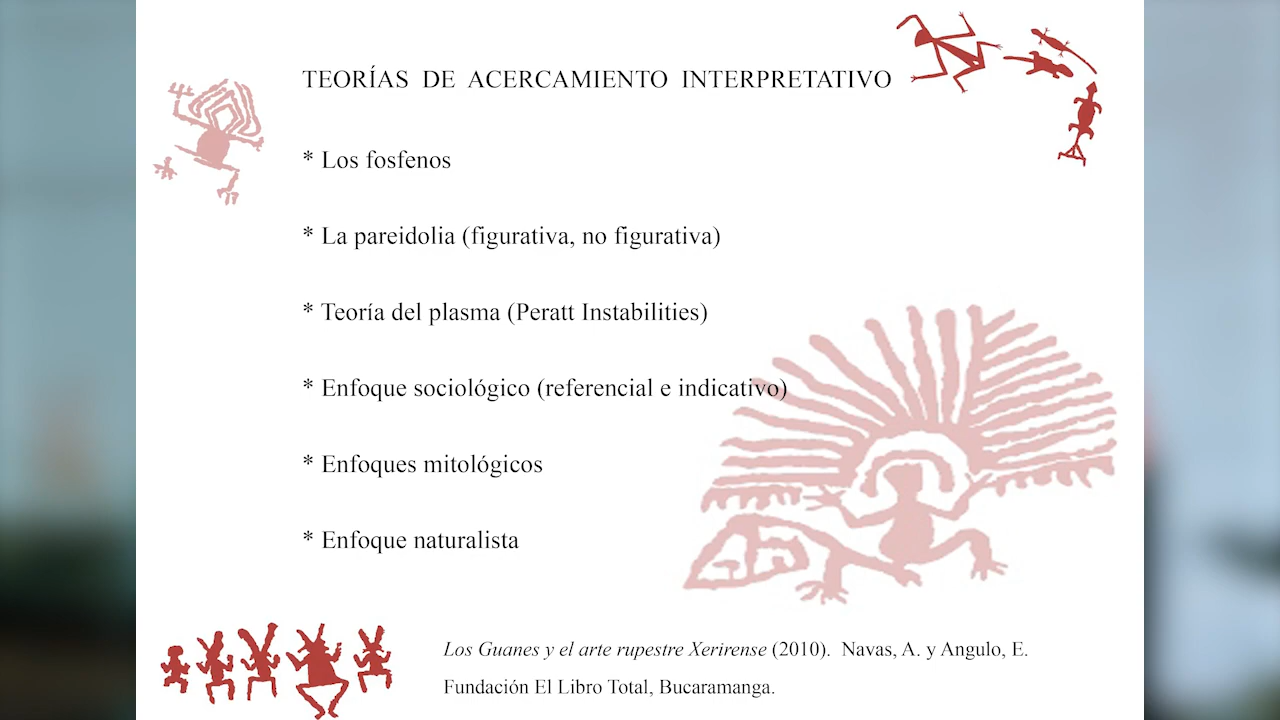 TEORÍAS DE ACERCAMIENTO INTERPRETATIVO
* Los fosfenos
* La pareidolia (figurativa, no figurativa)
* Teoría del plasma (Peratt Instabilities)
* Enfoque sociológico (referencial e indicativo)
* Enfoques mitológicos
* Enfoque naturalista
Los Guanes y el arte rupestre Xerirense (2010). Navas, A. y Angulo, E.
Fundación El Libro Total, Bucaramanga.